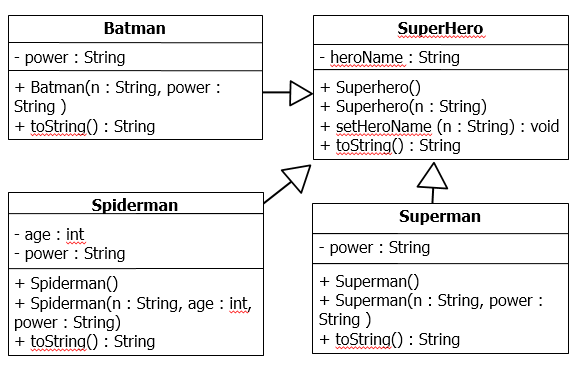 Batman
- power : String
+ Batman(n : String, power :
String )
+ toString() : String
SuperHero
- heroName : String
+ Superhero()
+ Superhero(n : String)
+ setHeroName (n : String) : void
+ toString() : String
Spiderman
- age : int
- power : String
+ Spiderman()
+ Spiderman(n : String, age : int,
power : String)
+ toString() : String
Superman
- power : String
+ Superman()
+ Superman(n : String, power :
String )
+ toString() : String